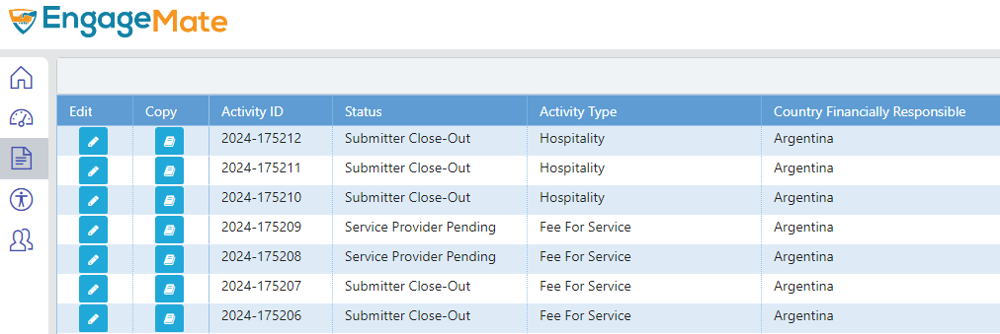 EngageMate
Edit Copy Activity ID Status Activity Type Country Financially Responsible
2024-175212 Submitter Close-Out Hospitality Argentina
2024-175211 Submitter Close-Out Hospitality Argentina
2024-175210 Submitter Close-Out Hospitality Argentina
2024-175209 Service Provider Pending Fee For Service Argentina
2024-175208 Service Provider Pending Fee For Service Argentina
2024-175207 Submitter Close-Out Fee For Service Argentina
2024-175206 Submitter Close-Out Fee For Service Argentina